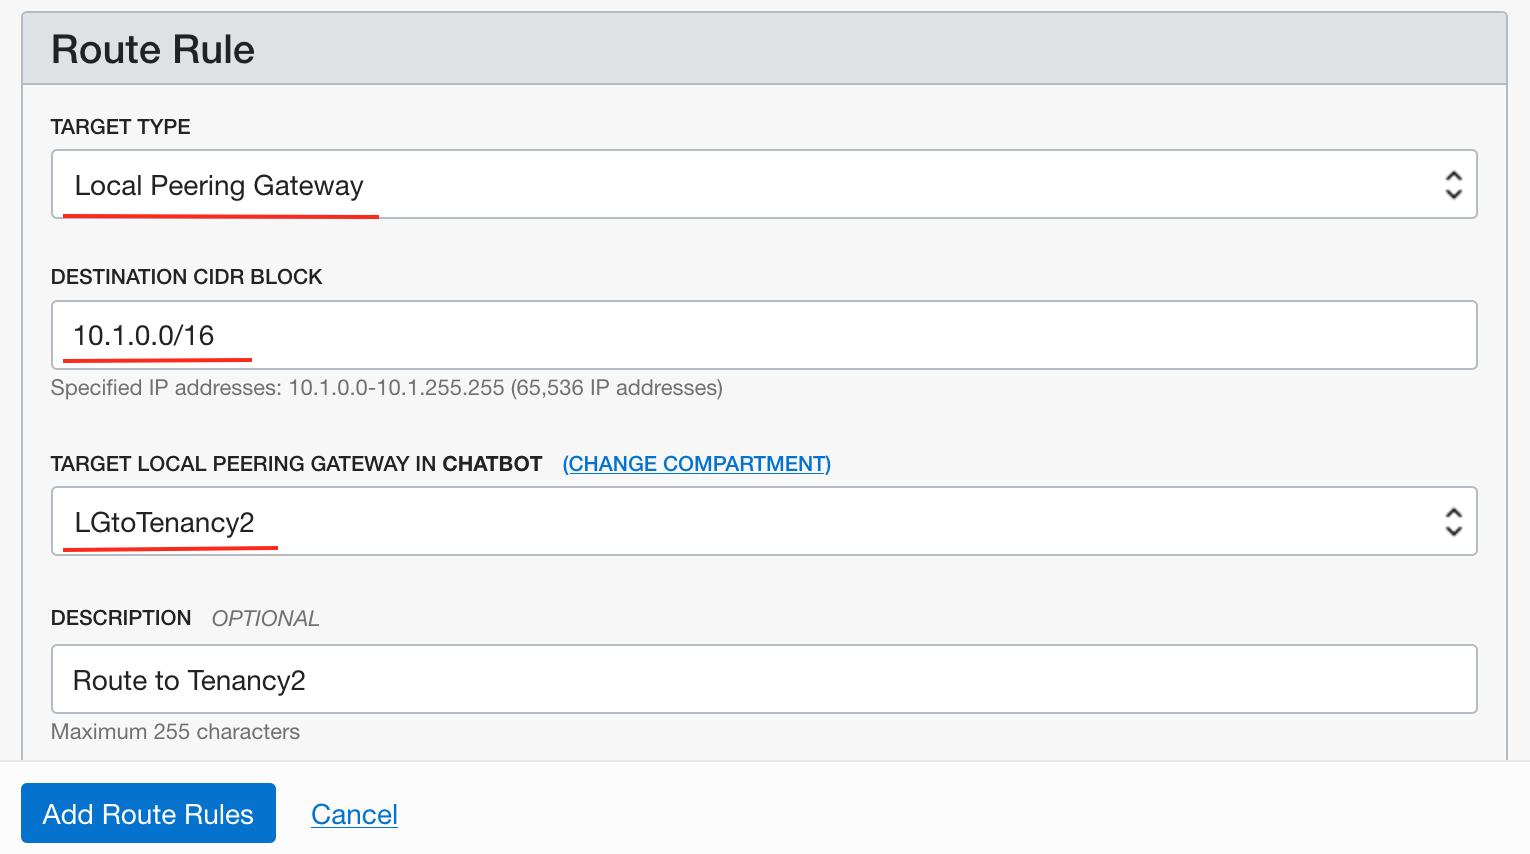 Route Rule
TARGET TYPE
Local Peering Gateway
DESTINATION CIDR BLOCK
10.1.0.0/16
Specified IP addresses: 10.1.0.0-10.1.255.255 (65,536 IP addresses)
TARGET LOCAL PEERING GATEWAY IN CHATBOT (CHANGE COMPARTMENT)
LGtoTenancy2
DESCRIPTION OPTIONAL
Route to Tenancy2
Maximum 255 characters
Add Route Rules Cancel